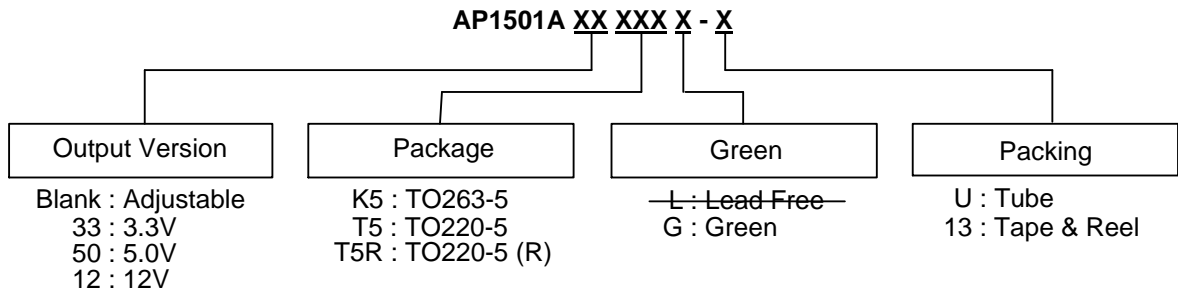 AP1501A XX XXX X - X
Output Version
Blank : Adjustable
33 : 3.3V
50 : 5.0V
12 : 12V
Package
K5 : TO263-5
T5 : TO220-5
T5R : TO220-5 (R)
Green
L : Lead Free
G : Green
Packing
U : Tube
13 : Tape & Reel